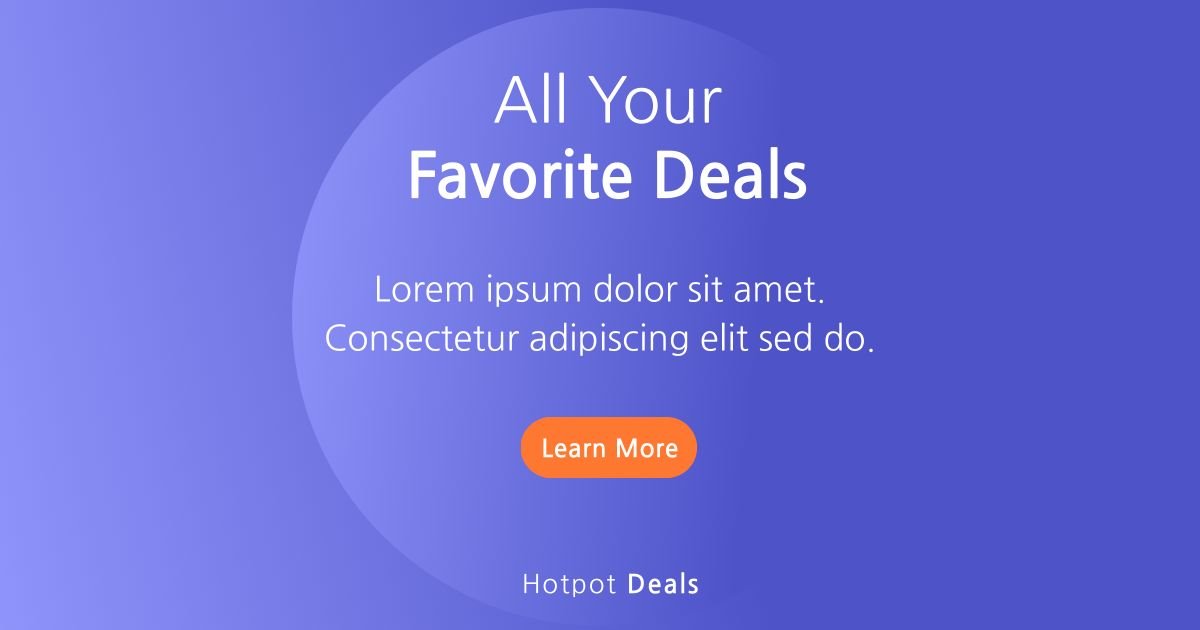 All Your
Favorite Deals
Lorem ipsum dolor sit amet.
Consectetur adipiscing elit sed do.
Learn More
Hotpot Deals